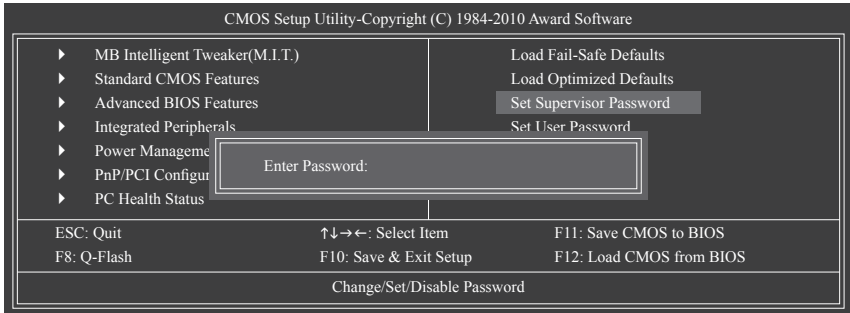 CMOS Setup Utility-Copyright (C) 1984-2010 Award Software
MB Intelligent Tweaker(M.I.T.)
Standard CMOS Features
Advanced BIOS Features
Integrated Peripherals
Power
PnP/PCI
PC Health Status
Load Fail-Safe Defaults
Load Optimized Defaults
Set Supervisor Password
Set User Password
Enter Password:
ESC: Quit
↑↓→←: Select Item
F11: Save CMOS to BIOS
F8: Q-Flash
F10: Save & Exit Setup
F12: Load CMOS from BIOS
Change/Set/Disable Password